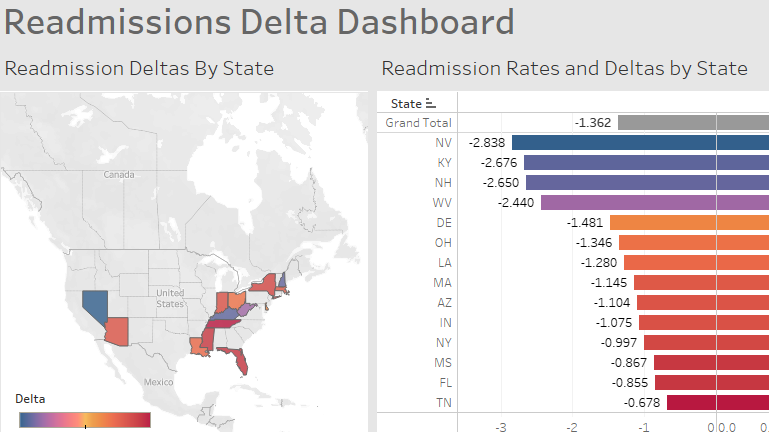 Readmissions Delta Dashboard
Readmission Deltas By State
Readmission Rates and Deltas by State
Canada
United
States
Mexico
Delta
State
Grand Total -1.362
NV -2.838
KY -2.676
NH -2.650
WV -2.440
DE -1.481
OH -1.346
LA -1.280
MA -1.145
AZ -1.104
IN -1.075
NY -0.997
MS -0.867
FL -0.855
TN -0.678
-3 -2 -1 0 0.0